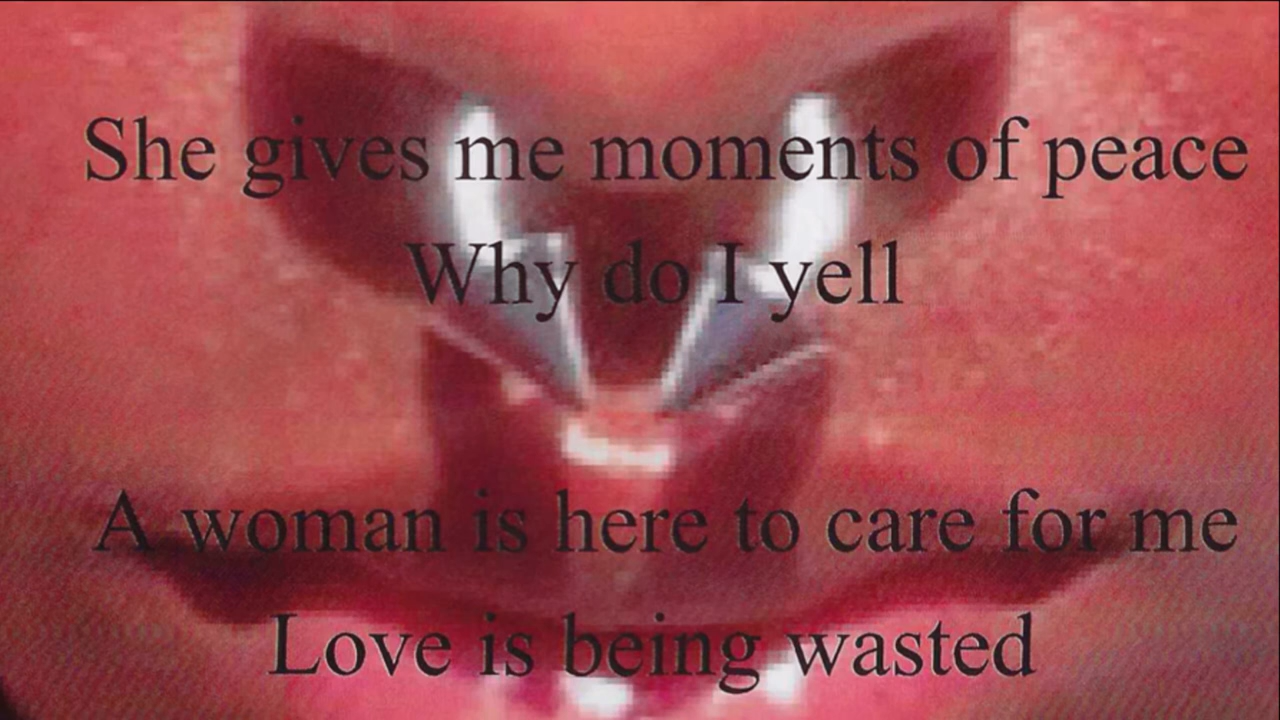 She gives me moments of peace
Why do I yell
A woman is here to care for me
Love is being wasted